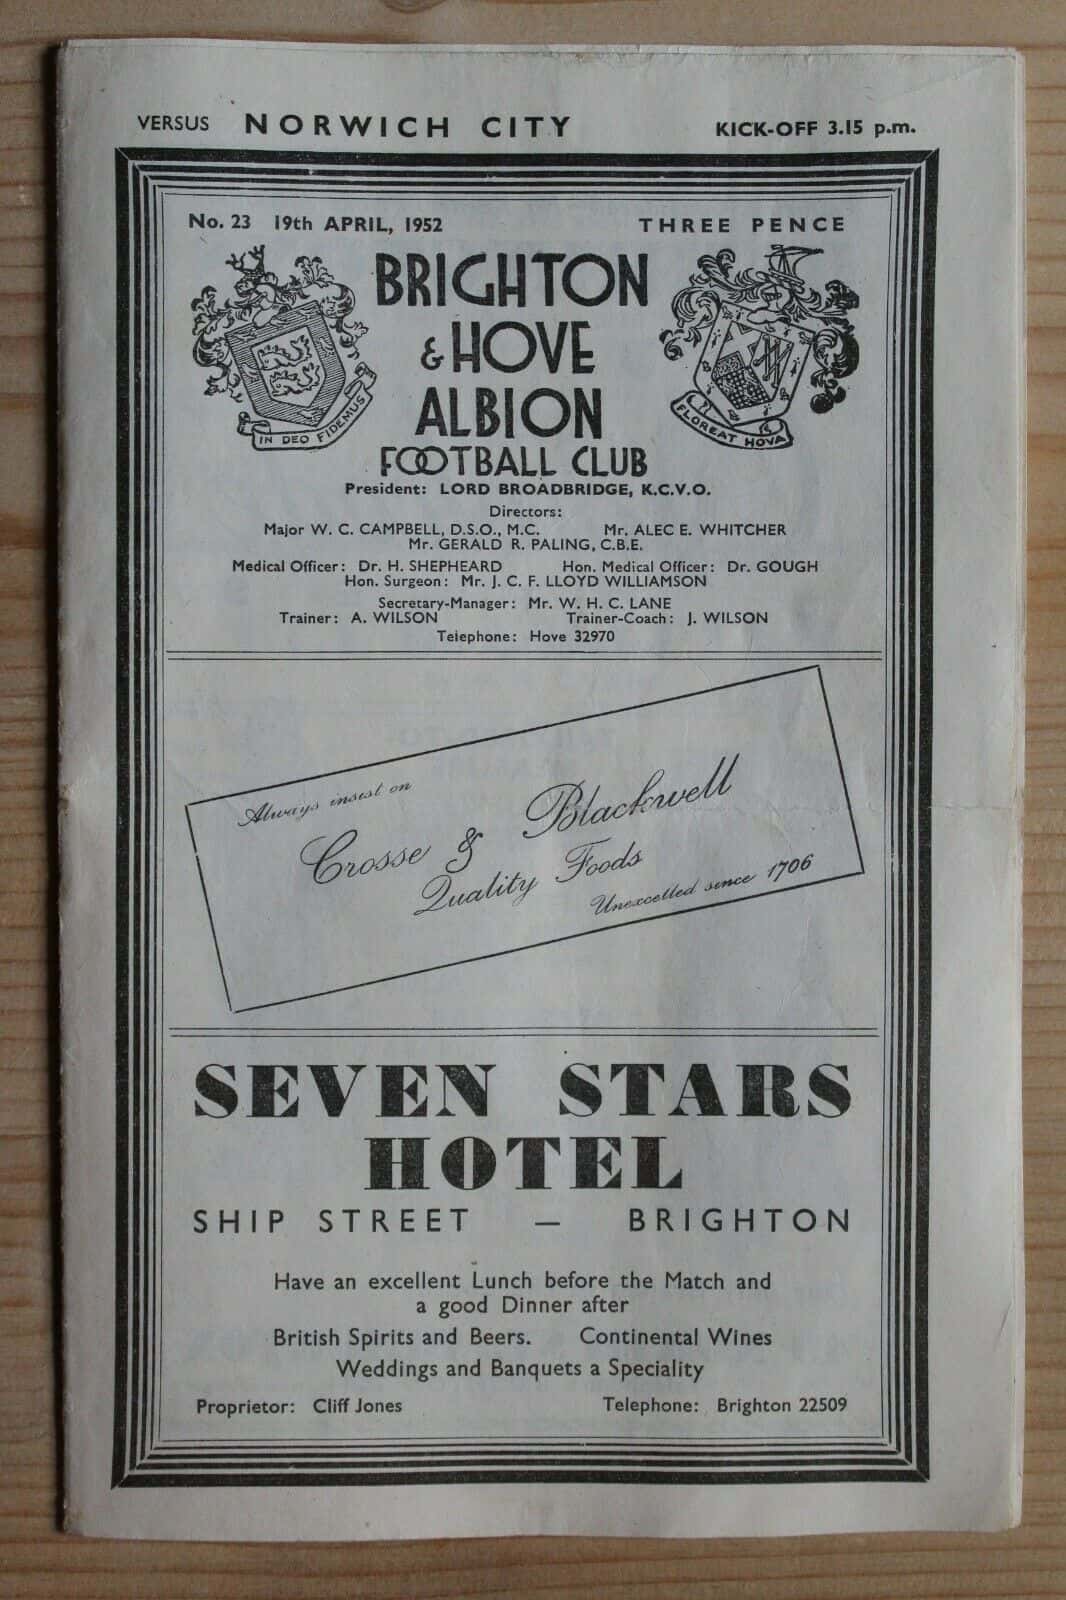 VERSUS NORWICH CITY KICK-OFF 3.15 p.m.
No. 23 19th APRIL, 1952 THREE PENCE
BRIGHTON
& HOVE
ALBION
FOOTBALL CLUB
IN DEO FIDEMUS
FLOREAT HOVA
President: LORD BROADBRIDGE, K.C.V.O.
Directors:
Major W. C. CAMPBELL, D.S.O., M.C. Mr. ALEC E. WHITCHER
Mr. GERALD R. PALING, C.B.E.
Medical Officer: Dr. H. SHEPHEARD Hon. Medical Officer: Dr. GOUGH
Hon. Surgeon: Mr. J. C. F. LLOYD WILLIAMSON
Secretary-Manager: Mr. W. H. C. LANE
Trainer: A. WILSON Trainer-Coach: J. WILSON
Telephone: Hove 32970
Always insist on
Crosse & Blackwell
Quality Foods
Unexcelled since 1706
SEVEN STARS
HOTEL
SHIP STREET — BRIGHTON
Have an excellent Lunch before the Match and
a good Dinner after
British Spirits and Beers. Continental Wines
Weddings and Banquets a Speciality
Proprietor: Cliff Jones Telephone: Brighton 22509